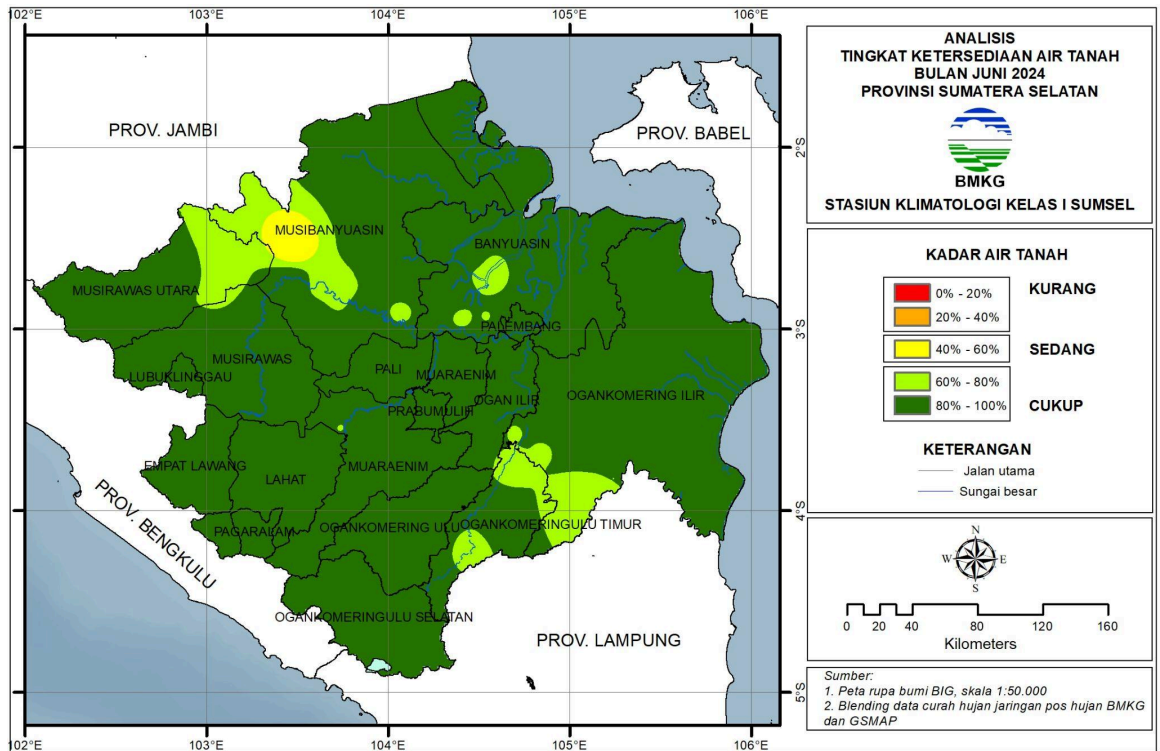 102°E
103°E
104°E
105°E
106°E
PROV. JAMBI
PROV. BABEL
2°S
MUSIBANYUASIN
BANYUASIN
MUSIRAWAS UTARA
PALEMBANG
3°S
MUSIRAWAS
PALI
MUARAENIM
LUBUKLINGGAU
OGAN ILIR
OGANKOMERING ILIR
PRABUMULIH
EMPAT LAWANG
MUARAENIM
LAHAT
PAGARALAM
OGANKOMERING ULU
OGANKOMERINGULU TIMUR
4°S
PROV. BENGKULU
OGANKOMERINGULU SELATAN
PROV. LAMPUNG
5°S
102°E
103°E
104°E
105°E
106°E
ANALISIS
TINGKAT KETERSEDIAAN AIR TANAH
BULAN JUNI 2024
PROVINSI SUMATERA SELATAN
BMKG
STASIUN KLIMATOLOGI KELAS I SUMSEL
KADAR AIR TANAH
0% - 20%
KURANG
20% - 40%
40% - 60%
SEDANG
60% - 80%
80% - 100%
CUKUP
KETERANGAN
Jalan utama
Sungai besar
N
W
E
S
0 20 40 80 120 160
Kilometers
Sumber:
1. Peta rupa bumi BIG, skala 1:50.000
2. Blending data curah hujan jaringan pos hujan BMKG
dan GSMAP